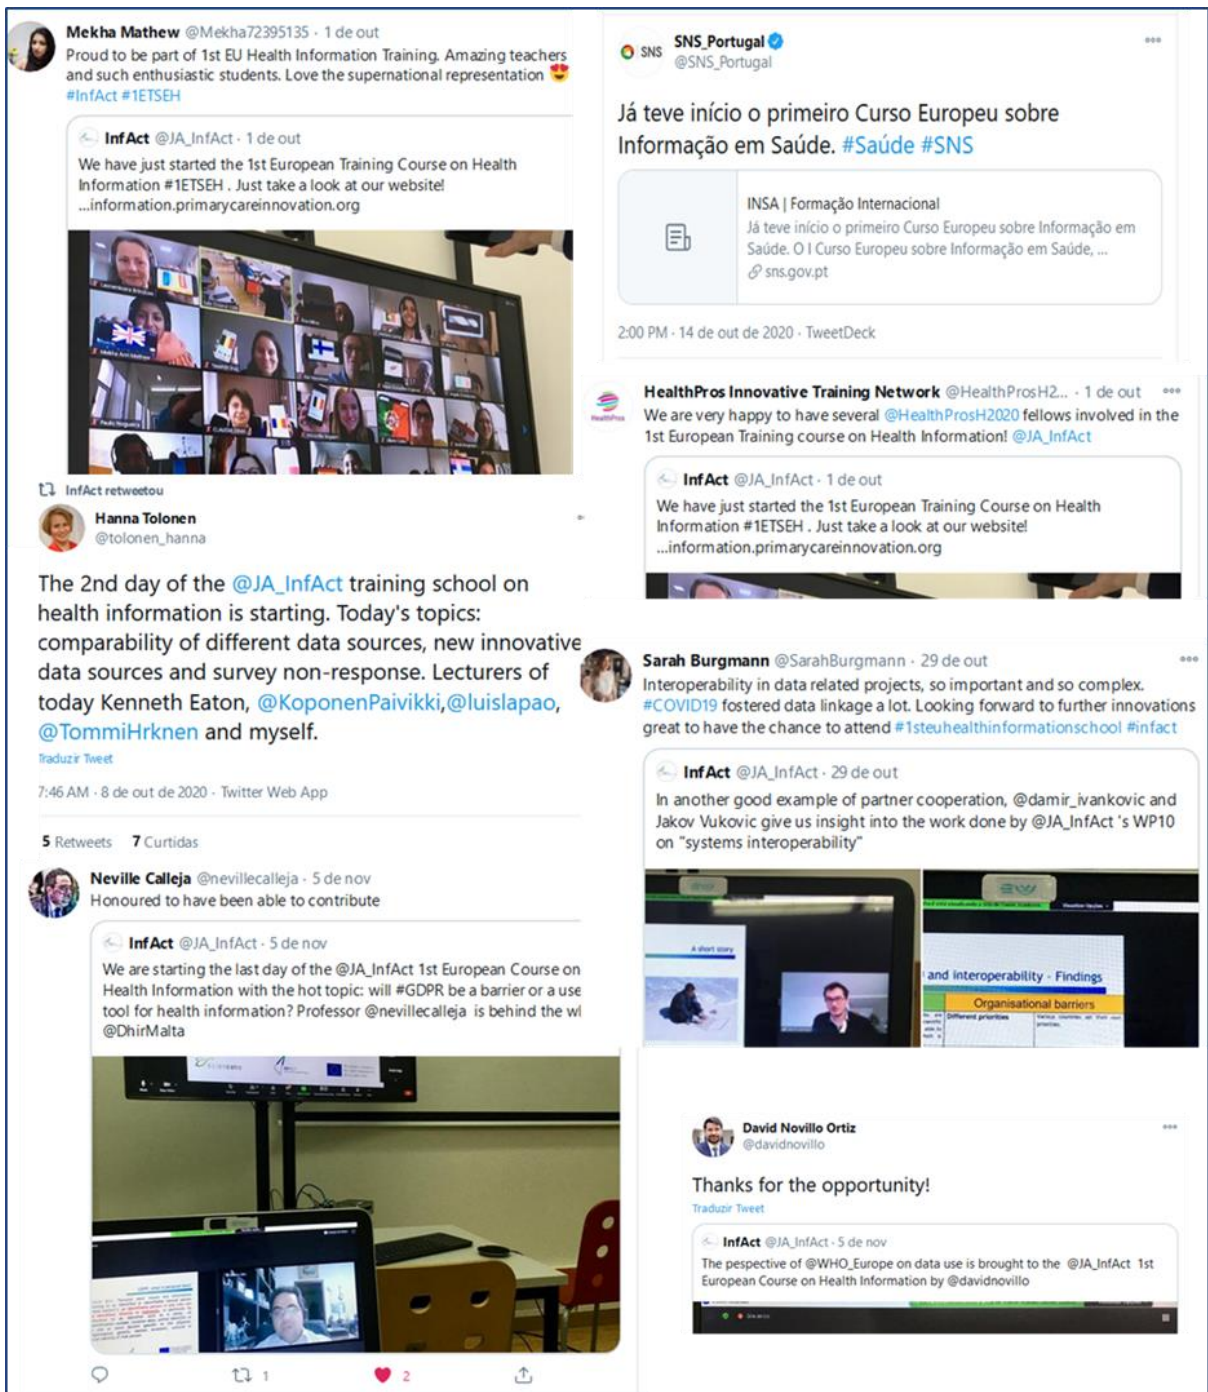 Mekha Mathew @Mekha72395135 · 1 de out
Proud to be part of 1st EU Health Information Training. Amazing teachers
and such enthusiastic students. Love the supernational representation 😍
#InfAct #1ETSEH
InfAct @JA_InfAct · 1 de out
We have just started the 1st European Training Course on Health
Information #1ETSEH . Just take a look at our website!
...information.primarycareinnovation.org
InfAct retweetou
Hanna Tolonen
@tolonen_hanna
The 2nd day of the @JA_InfAct training school on
health information is starting. Today's topics:
comparability of different data sources, new innovative
data sources and survey non-response. Lecturers of
today Kenneth Eaton, @KoponenPaivikki,@luislapao,
@TommiHrknen and myself.
Traduzir Tweet
7:46 AM · 8 de out de 2020 · Twitter Web App
5 Retweets 7 Curtidas
Neville Calleja @nevillecalleja · 5 de nov
Honoured to have been able to contribute
InfAct @JA_InfAct · 5 de nov
We are starting the last day of the @JA_InfAct 1st European Course on
Health Information with the hot topic: will #GDPR be a barrier or a use
tool for health information? Professor @nevillecalleja is behind the wl
@DhirMalta
1
2
SNS
SNS_Portugal
@SNS_Portugal
Já teve início o primeiro Curso Europeu sobre
Informação em Saúde. #Saúde #SNS
INSA | Formação Internacional
Já teve início o primeiro Curso Europeu sobre Informação em
Saúde. O I Curso Europeu sobre Informação em Saúde, ...
sns.gov.pt
2:00 PM · 14 de out de 2020 · TweetDeck
HealthPros
HealthPros Innovative Training Network @HealthProsH2... · 1 de out
We are very happy to have several @HealthProsH2020 fellows involved in the
1st European Training course on Health Information! @JA_InfAct
InfAct @JA_InfAct · 1 de out
We have just started the 1st European Training Course on Health
Information #1ETSEH . Just take a look at our website!
...information.primarycareinnovation.org
Sarah Burgmann @SarahBurgmann · 29 de out
Interoperability in data related projects, so important and so complex.
#COVID19 fostered data linkage a lot. Looking forward to further innovations
great to have the chance to attend #1steuhealthinformationschool #infact
InfAct @JA_InfAct · 29 de out
In another good example of partner cooperation, @damir_ivankovic and
Jakov Vukovic give us insight into the work done by @JA_InfAct 's WP10
on "systems interoperability"
A short story
and interoperability - Findings
Organisational barriers
Different priorities
David Novillo Ortiz
@davidnovillo
Thanks for the opportunity!
Traduzir Tweet
InfAct @JA_InfAct · 5 de nov
The pespective of @WHO_Europe on data use is brought to the @JA_InfAct 1st
European Course on Health Information by @davidnovillo